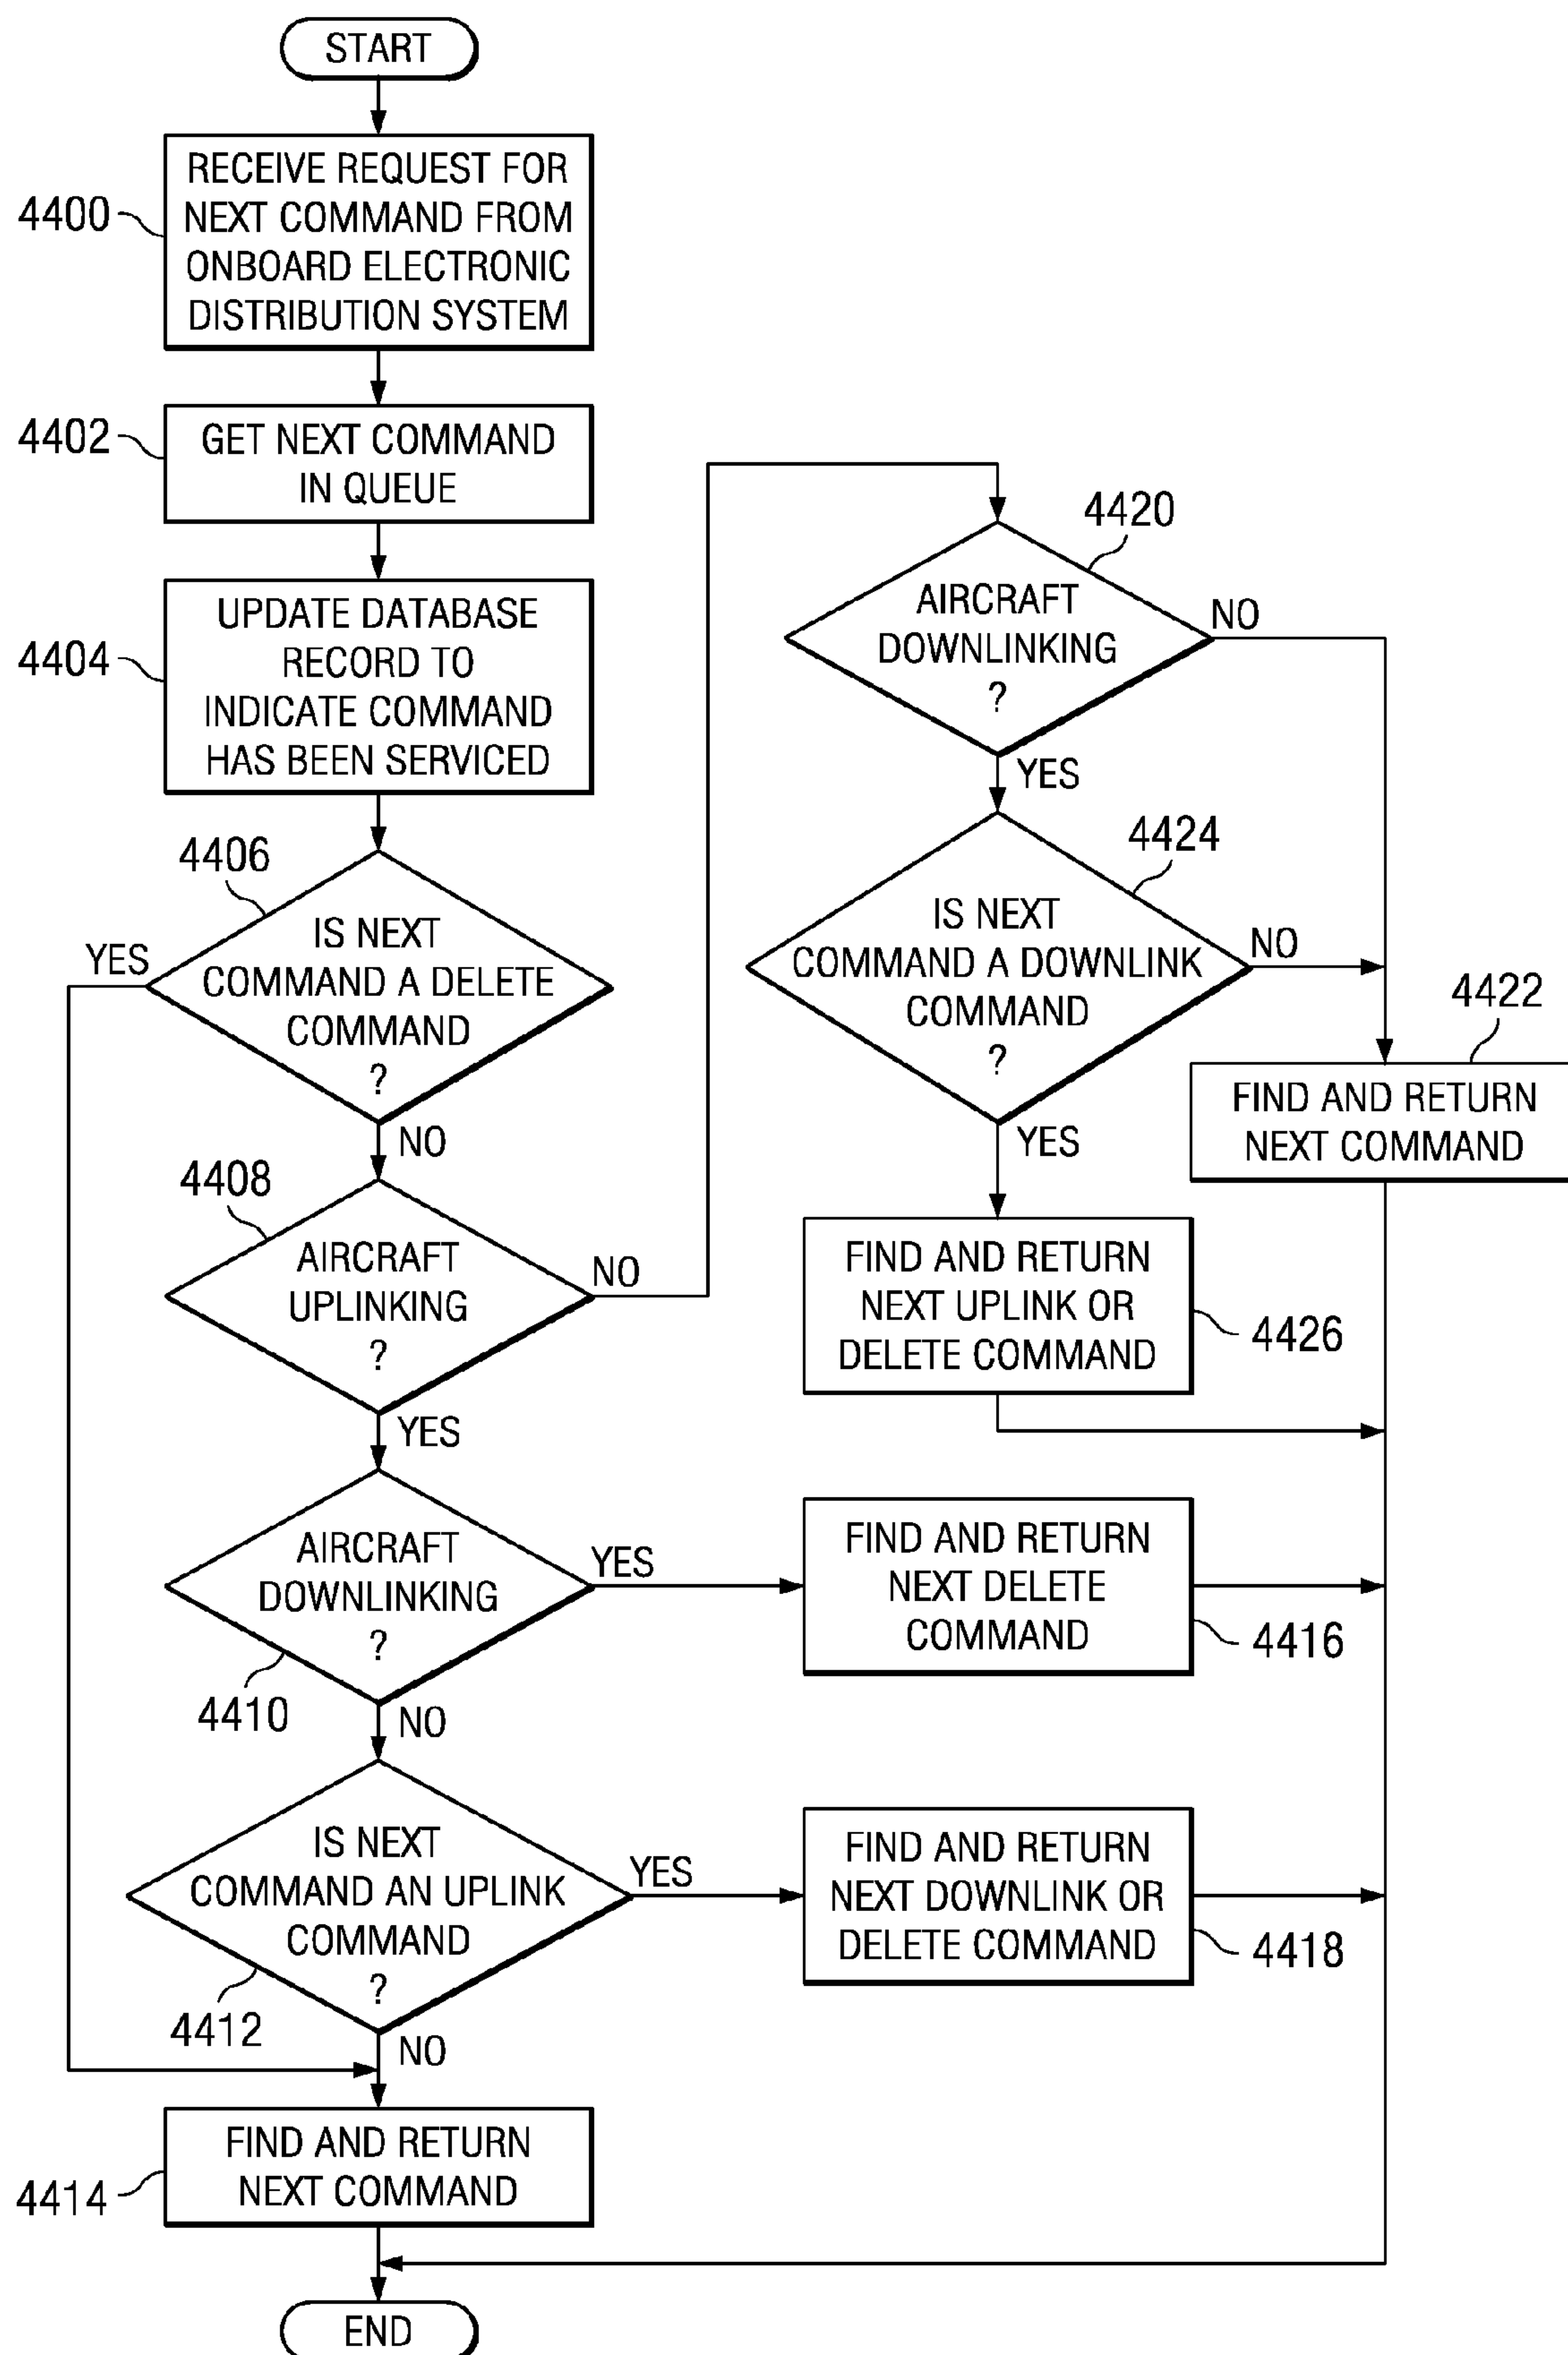 START
4400
RECEIVE REQUEST FOR
NEXT COMMAND FROM
ONBOARD ELECTRONIC
DISTRIBUTION SYSTEM
4402
GET NEXT COMMAND
IN QUEUE
4404
UPDATE DATABASE
RECORD TO
INDICATE COMMAND
HAS BEEN SERVICED
4406
YES
IS NEXT
COMMAND A DELETE
COMMAND
?
NO
4408
AIRCRAFT
UPLINKING
?
NO
YES
AIRCRAFT
DOWNLINKING
?
YES
4410
NO
IS NEXT
COMMAND AN UPLINK
COMMAND
?
YES
4412
NO
4414
FIND AND RETURN
NEXT COMMAND
END
4420
AIRCRAFT
DOWNLINKING
?
NO
YES
4424
IS NEXT
COMMAND A DOWNLINK
COMMAND
?
NO
YES
4422
FIND AND RETURN
NEXT COMMAND
FIND AND RETURN
NEXT UPLINK OR
DELETE COMMAND
4426
FIND AND RETURN
NEXT DELETE
COMMAND
4416
FIND AND RETURN
NEXT DOWNLINK OR
DELETE COMMAND
4418